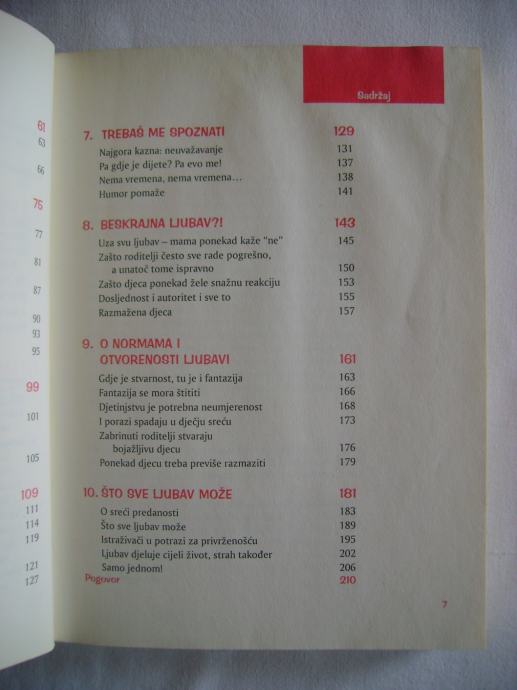 61
63
66
75
77
81
87
90
93
95
99
101
105
109
111
114
119
121
127
Sadržaj
7. TREBAŠ ME SPOZNATI 129
Najgora kazna: neuvažavanje 131
Pa gdje je dijete? Pa evo me! 137
Nema vremena, nema vremena... 138
Humor pomaže 141
8. BESKRAJNA LJUBAV?! 143
Uza svu ljubav – mama ponekad kaže "ne" 145
Zašto roditelji često sve rade pogrešno,
a unatoč tome ispravno 150
Zašto djeca ponekad žele snažnu reakciju 153
Dosljednost i autoritet i sve to 155
Razmažena djeca 157
9. O NORMAMA I
OTVORENOSTI LJUBAVI 161
Gdje je stvarnost, tu je i fantazija 163
Fantazija se mora štititi 166
Djetinjstvu je potrebna neumjerenost 168
I porazi spadaju u dječju sreću 173
Zabrinuti roditelji stvaraju
bojažljivu djecu 176
Ponekad djecu treba previše razmaziti 179
10. ŠTO SVE LJUBAV MOŽE 181
O sreći predanosti 183
Što sve ljubav može 189
Istraživači u potrazi za privrženošću 195
Ljubav djeluje cijeli život, strah također 202
Samo jednom! 206
Pogovor 210
7